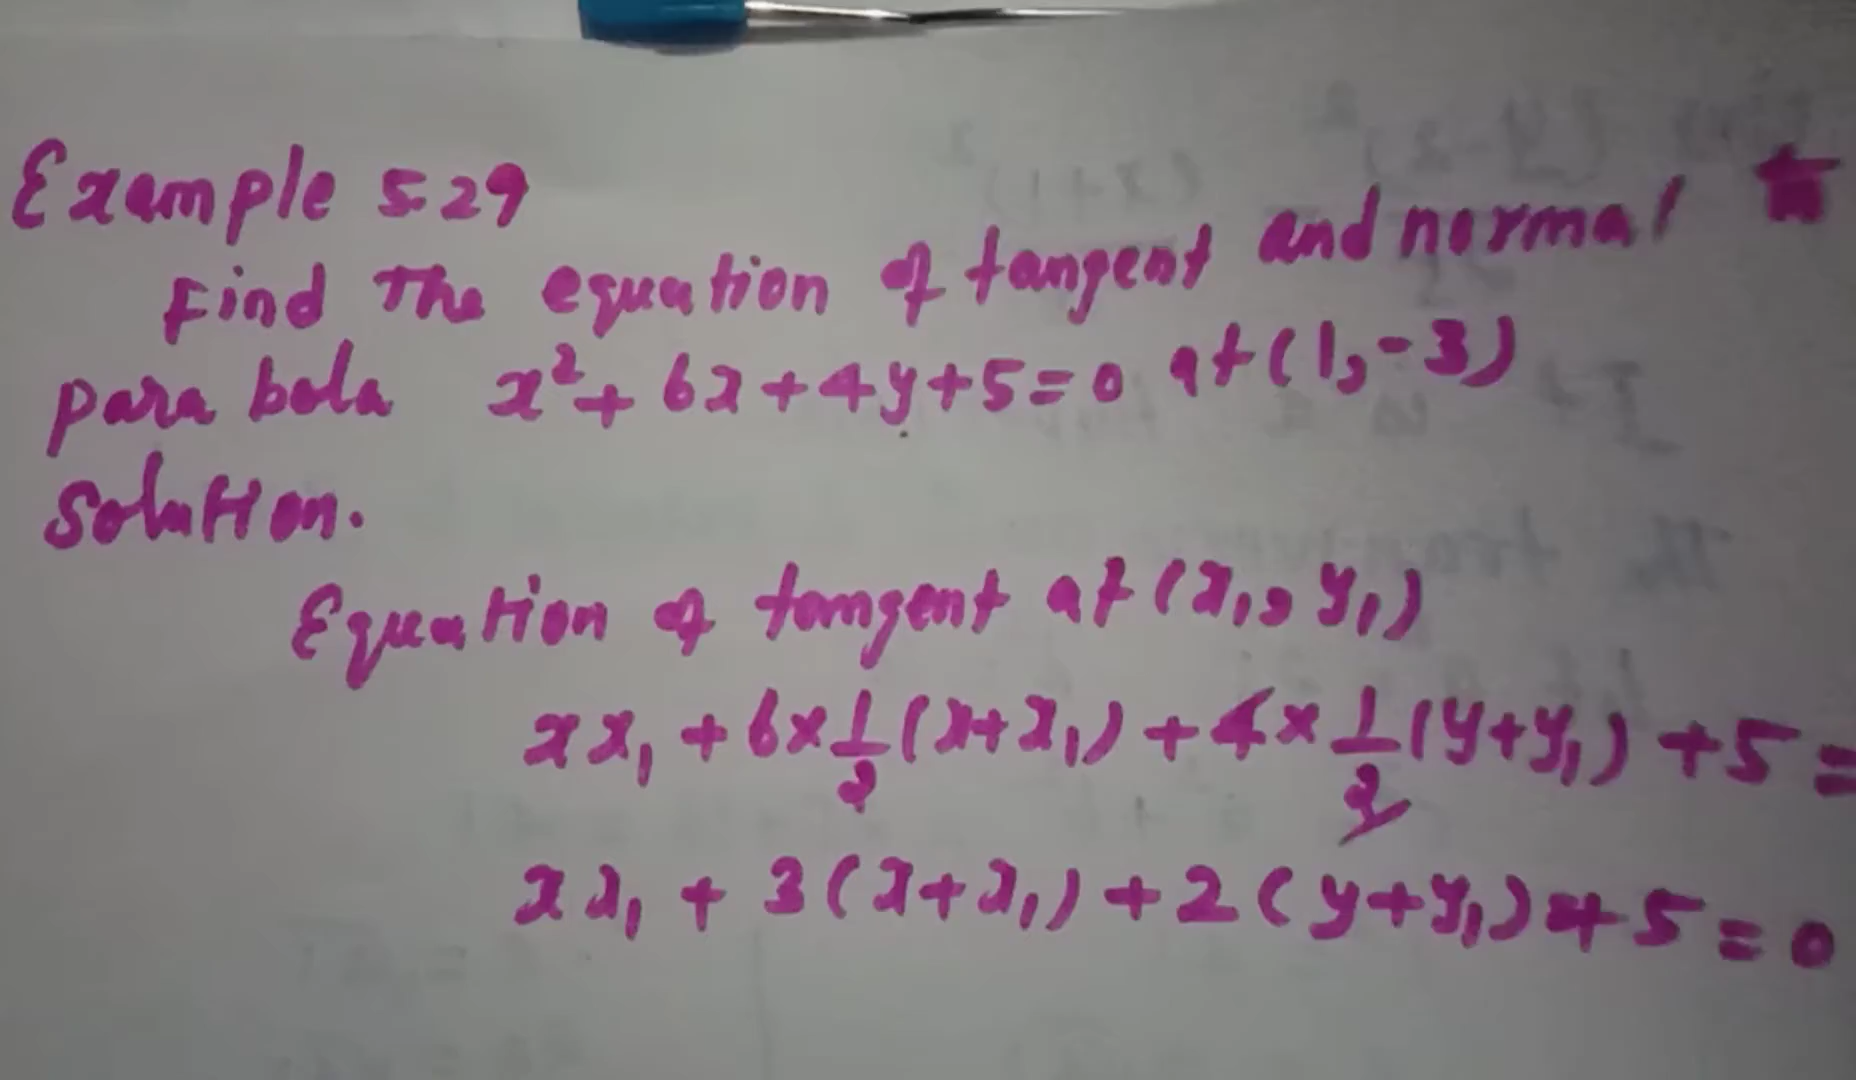 Example 5.29
Find The equation of tangent and normal to
parabola x²+ 6x+4y+5=0 at(1,-3)
Solution.
Equation of tangent at (x₁, y₁)
xx₁ + 6×1/2(x+x₁)+4×1/2(y+y₁) +5=
xx₁ + 3(x+x₁)+2(y+y₁)+5=0